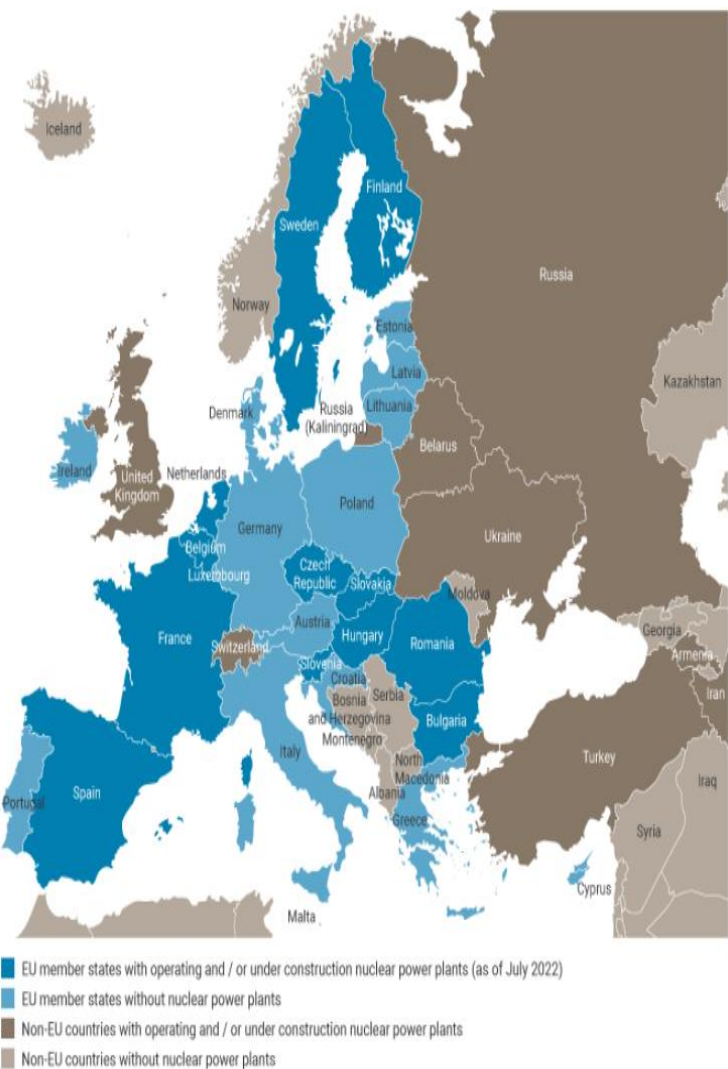 Iceland
Finland
Sweden
Russia
Norway
Estonia
Kazakhstan
Latvia
Denmark
Russia
(Kaliningrad)
Lithuania
Belarus
Ireland
United
Kingdom
Netherlands
Poland
Germany
Ukraine
Belgium
Luxembourg
Czech
Republic
Slovakia
Moldova
Austria
France
Switzerland
Hungary
Romania
Georgia
Slovenia
Armenia
Croatia
Iran
Bosnia
and Herzegovina
Serbia
Bulgaria
Montenegro
Italy
North
Macedonia
Turkey
Iraq
Albania
Portugal
Spain
Greece
Syria
Cyprus
Malta
EU member states with operating and / or under construction nuclear power plants (as of July 2022)
EU member states without nuclear power plants
Non-EU countries with operating and / or under construction nuclear power plants
Non-EU countries without nuclear power plants